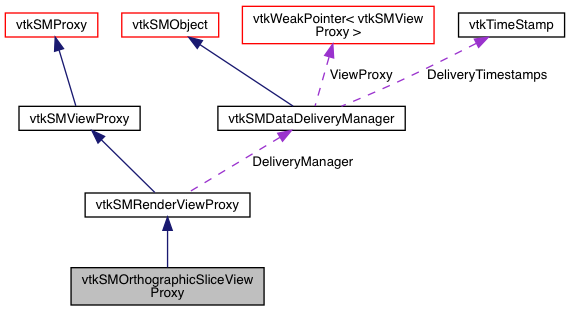 vtkSMProxy
vtkSMObject
vtkWeakPointer< vtkSMView
Proxy >
vtkTimeStamp
ViewProxy
DeliveryTimestamps
vtkSMViewProxy
vtkSMDataDeliveryManager
DeliveryManager
vtkSMRenderViewProxy
vtkSMOrthographicSliceView
Proxy